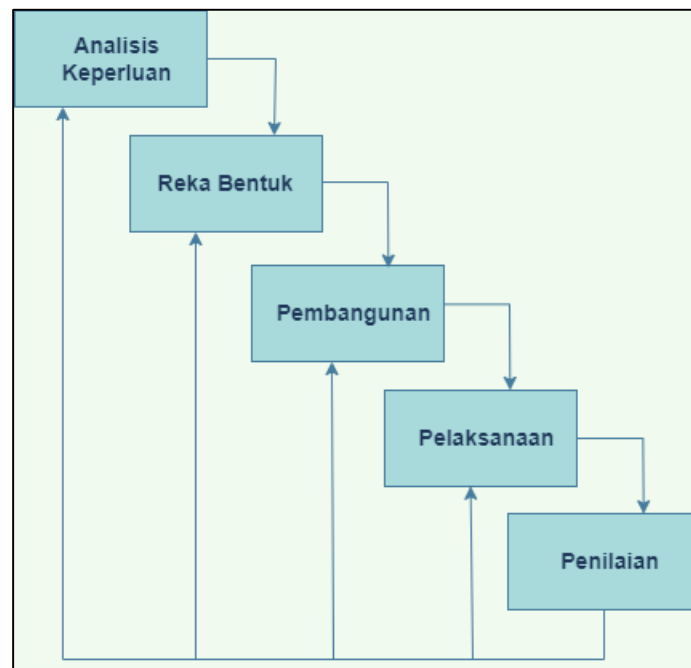 Analisis
Keperluan
Reka Bentuk
Pembangunan
Pelaksanaan
Penilaian